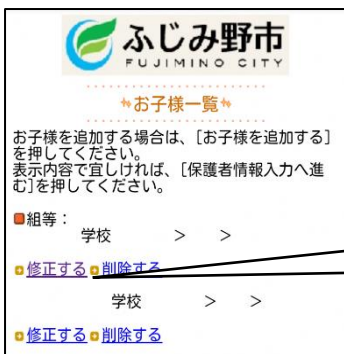 ふじみ野市
FUJIMINO CITY
お子様一覧
お子様を追加する場合は、[お子様を追加する]
を押してください。
表示内容で宜しければ、[保護者情報入力へ進
む]を押してください。
組等：
学校 ＞ ＞
修正する 削除する
学校 ＞ ＞
修正する 削除する